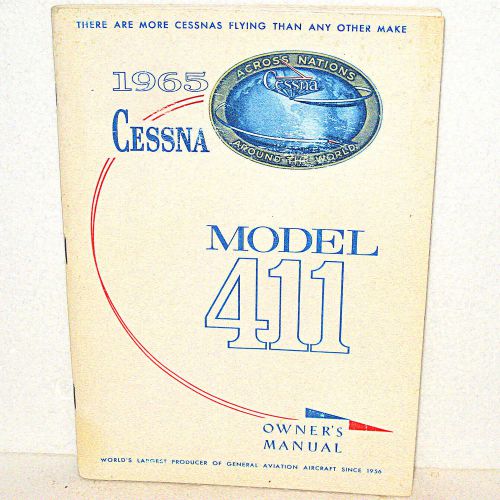 THERE ARE MORE CESSNAS FLYING THAN ANY OTHER MAKE
1965
CESSNA
ACROSS NATIONS
Cessna
AROUND THE WORLD
MODEL
411
OWNER'S
MANUAL
WORLD'S LARGEST PRODUCER OF GENERAL AVIATION AIRCRAFT SINCE 1956